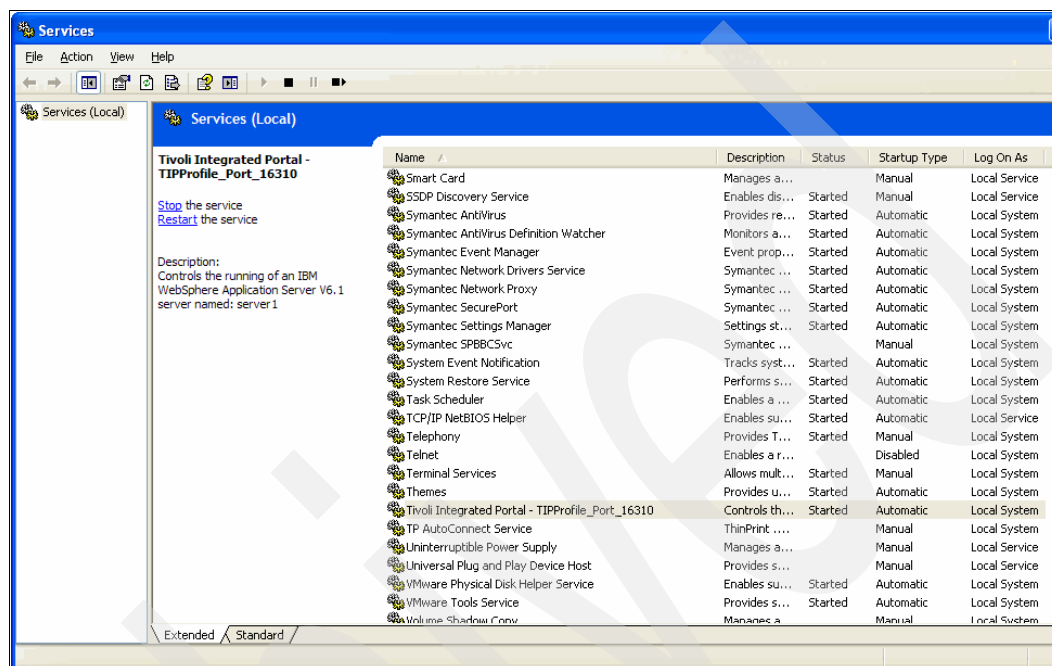 Services
File Action View Help
Services (Local)
Services (Local)
Tivoli Integrated Portal -
TIPProfile_Port_16310
Stop the service
Restart the service
Description:
Controls the running of an IBM
WebSphere Application Server V6.1
server named: server1
Name Description Status Startup Type Log On As
Smart Card Manages a... Manual Local Service
SSDP Discovery Service Enables dis... Started Manual Local Service
Symantec AntiVirus Provides re... Started Automatic Local System
Symantec AntiVirus Definition Watcher Monitors a... Started Automatic Local System
Symantec Event Manager Event prop... Started Automatic Local System
Symantec Network Drivers Service Symantec ... Started Automatic Local System
Symantec Network Proxy Symantec ... Started Automatic Local System
Symantec SecurePort Symantec ... Started Automatic Local System
Symantec Settings Manager Settings st... Started Automatic Local System
Symantec SPBBCSvc Symantec ... Manual Local System
System Event Notification Tracks syst... Started Automatic Local System
System Restore Service Performs s... Started Automatic Local System
Task Scheduler Enables a ... Started Automatic Local System
TCP/IP NetBIOS Helper Enables su... Started Automatic Local Service
Telephony Provides T... Started Manual Local System
Telnet Enables a r... Disabled Local System
Terminal Services Allows mult... Started Manual Local System
Themes Provides u... Started Automatic Local System
Tivoli Integrated Portal - TIPProfile_Port_16310 Controls th... Started Automatic Local System
TP AutoConnect Service ThinPrint .... Manual Local System
Uninterruptible Power Supply Manages a... Manual Local Service
Universal Plug and Play Device Host Provides s... Manual Local Service
VMware Physical Disk Helper Service Enables su... Started Automatic Local System
VMware Tools Service Provides s... Started Automatic Local System
Volume Shadow Copy Manages a Manual Local System
Extended Standard